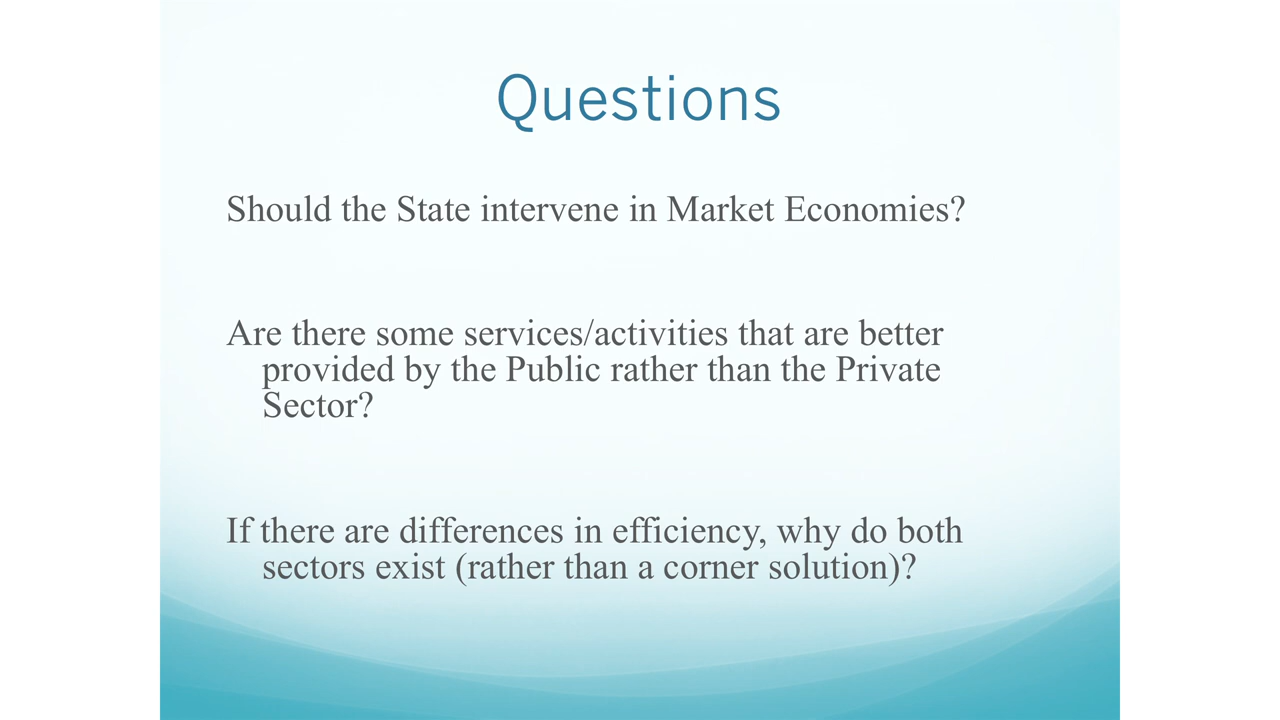 Questions
Should the State intervene in Market Economies?
Are there some services/activities that are better
provided by the Public rather than the Private
Sector?
If there are differences in efficiency, why do both
sectors exist (rather than a corner solution)?